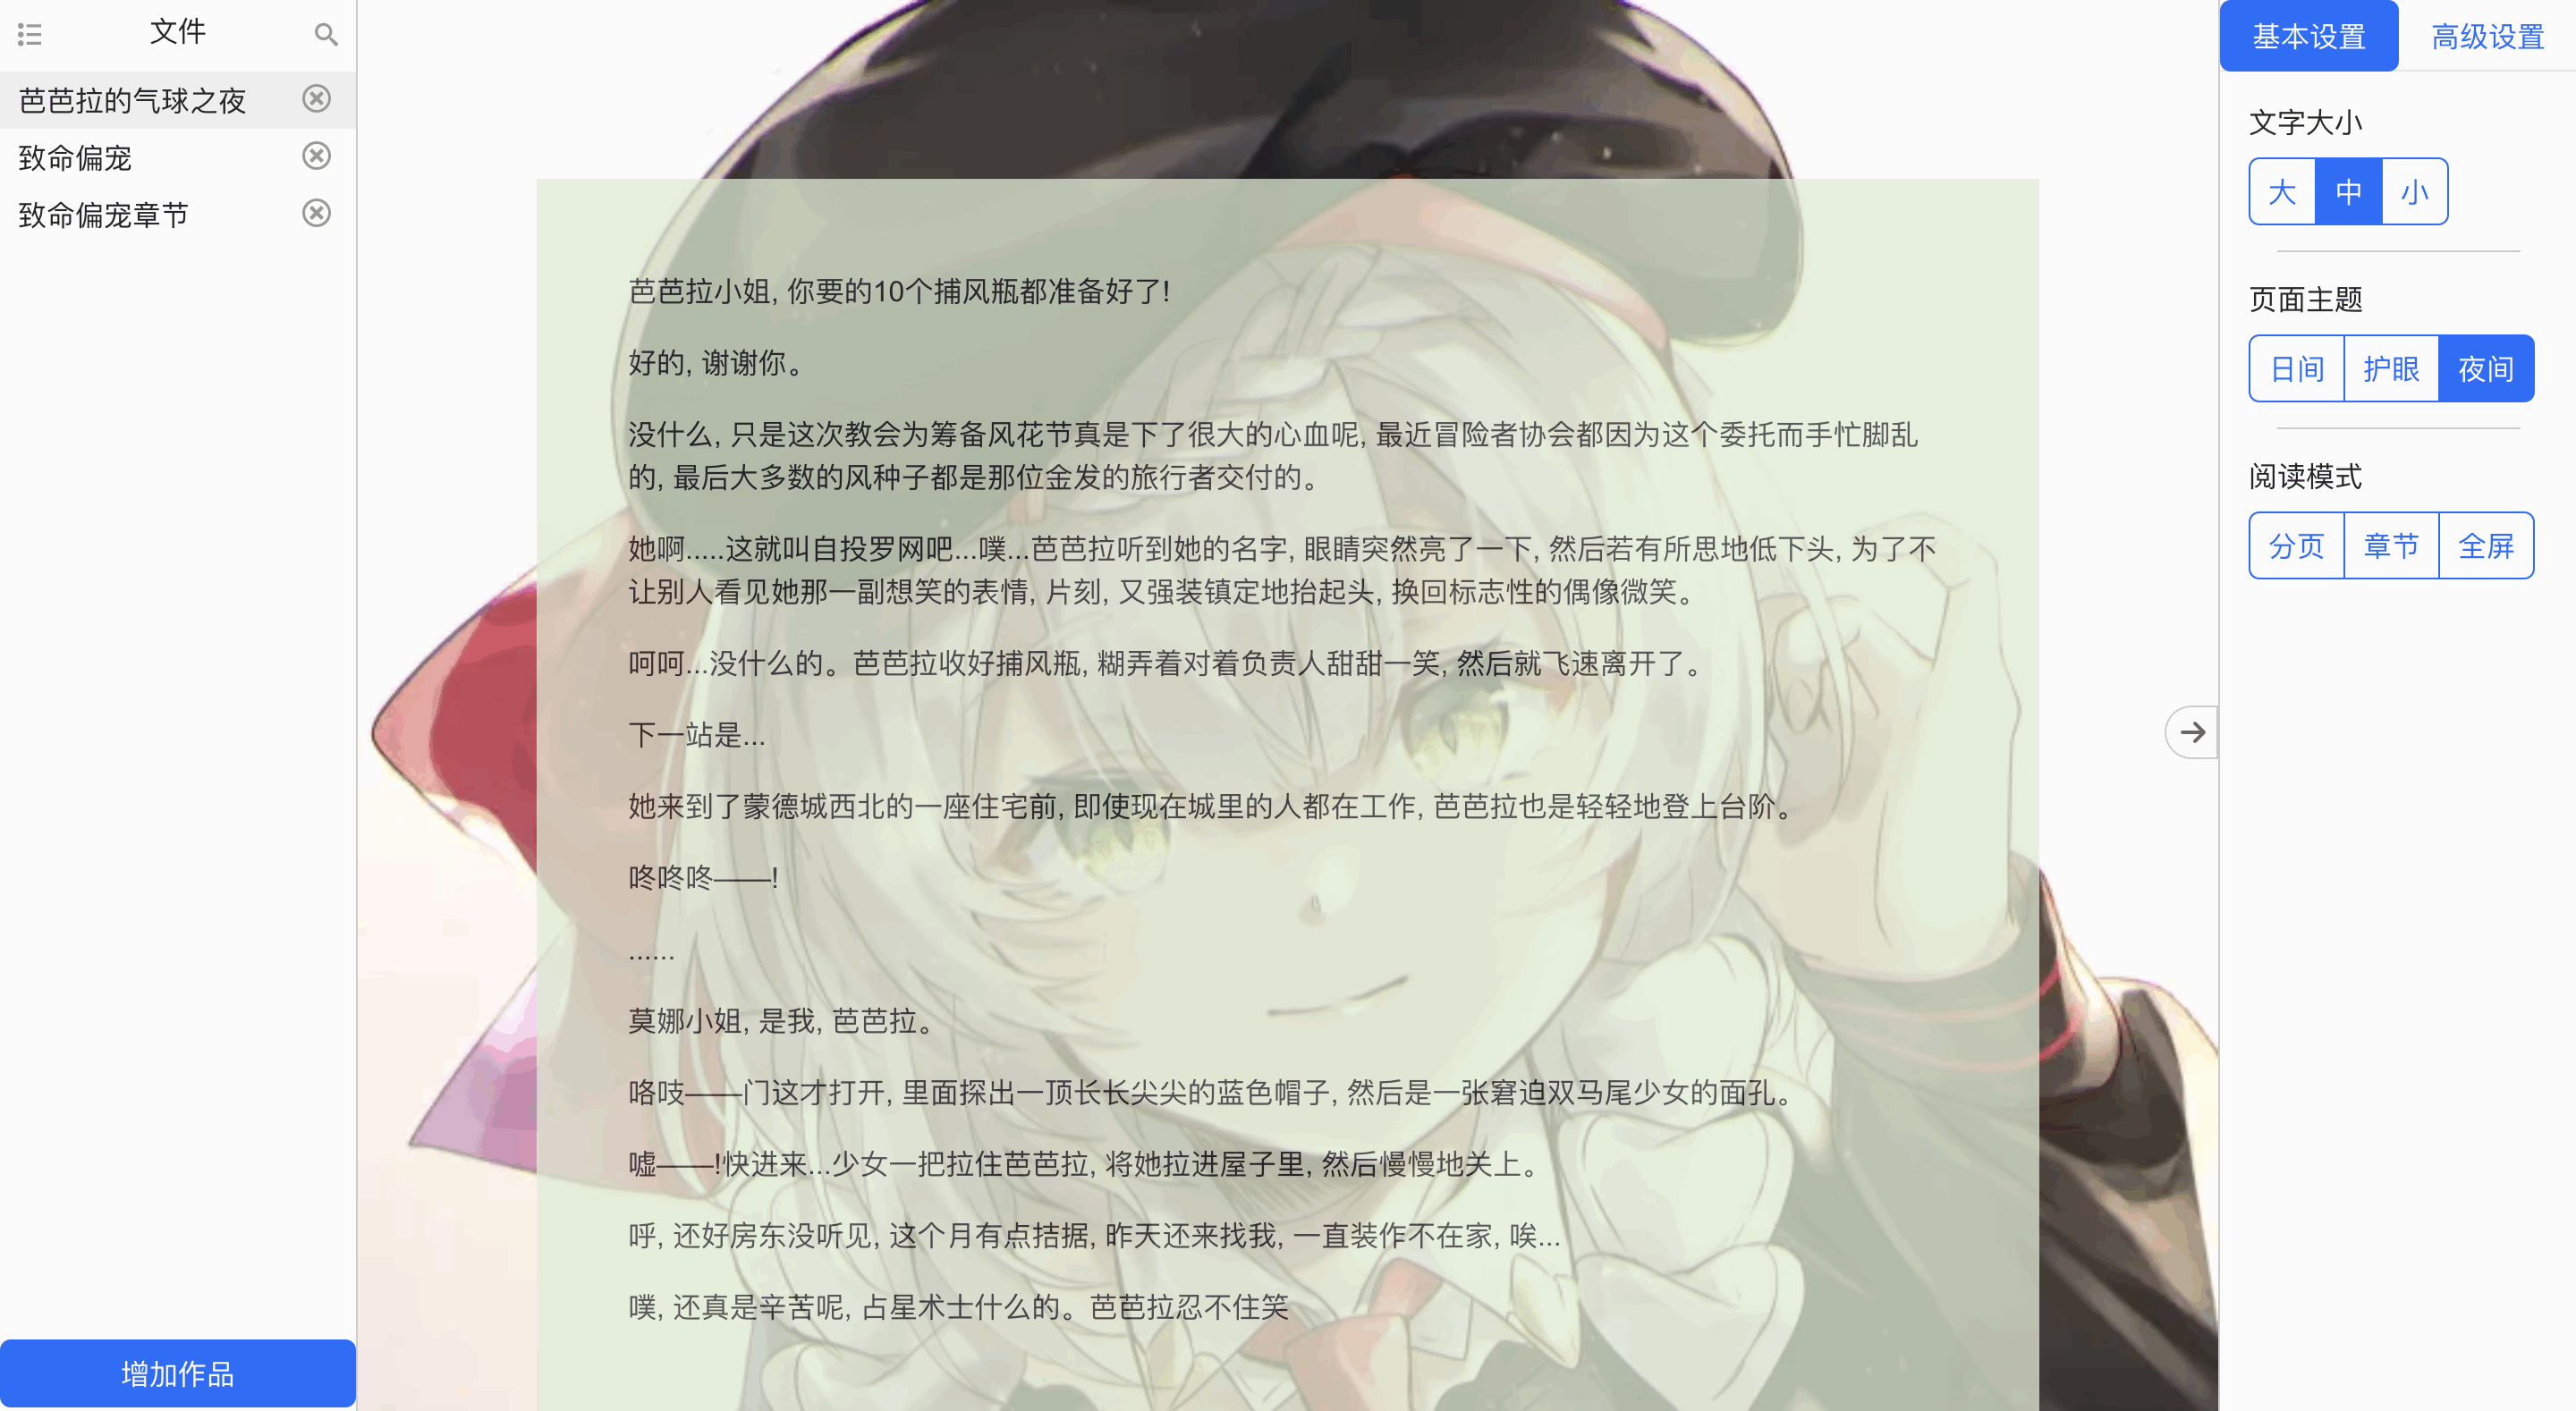 文件
芭芭拉的气球之夜
致命偏宠
致命偏宠章节
增加作品
芭芭拉小姐, 你要的10个捕风瓶都准备好了!
好的, 谢谢你。
没什么, 只是这次教会为筹备风花节真是下了很大的心血呢, 最近冒险者协会都因为这个委托而手忙脚乱
的, 最后大多数的风种子都是那位金发的旅行者交付的。
她啊.....这就叫自投罗网吧...噗...芭芭拉听到她的名字, 眼睛突然亮了一下, 然后若有所思地低下头, 为了不
让别人看见她那一副想笑的表情, 片刻, 又强装镇定地抬起头, 换回标志性的偶像微笑。
呵呵...没什么的。芭芭拉收好捕风瓶, 糊弄着对着负责人甜甜一笑, 然后就飞速离开了。
下一站是...
她来到了蒙德城西北的一座住宅前, 即使现在城里的人都在工作, 芭芭拉也是轻轻地登上台阶。
咚咚咚——!
......
莫娜小姐, 是我, 芭芭拉。
咯吱——门这才打开, 里面探出一顶长长尖尖的蓝色帽子, 然后是一张窘迫双马尾少女的面孔。
嘘——!快进来...少女一把拉住芭芭拉, 将她拉进屋子里, 然后慢慢地关上。
呼, 还好房东没听见, 这个月有点拮据, 昨天还来找我, 一直装作不在家, 唉...
噗, 还真是辛苦呢, 占星术士什么的。芭芭拉忍不住笑
基本设置 高级设置
文字大小
大 中 小
页面主题
日间 护眼 夜间
阅读模式
分页 章节 全屏